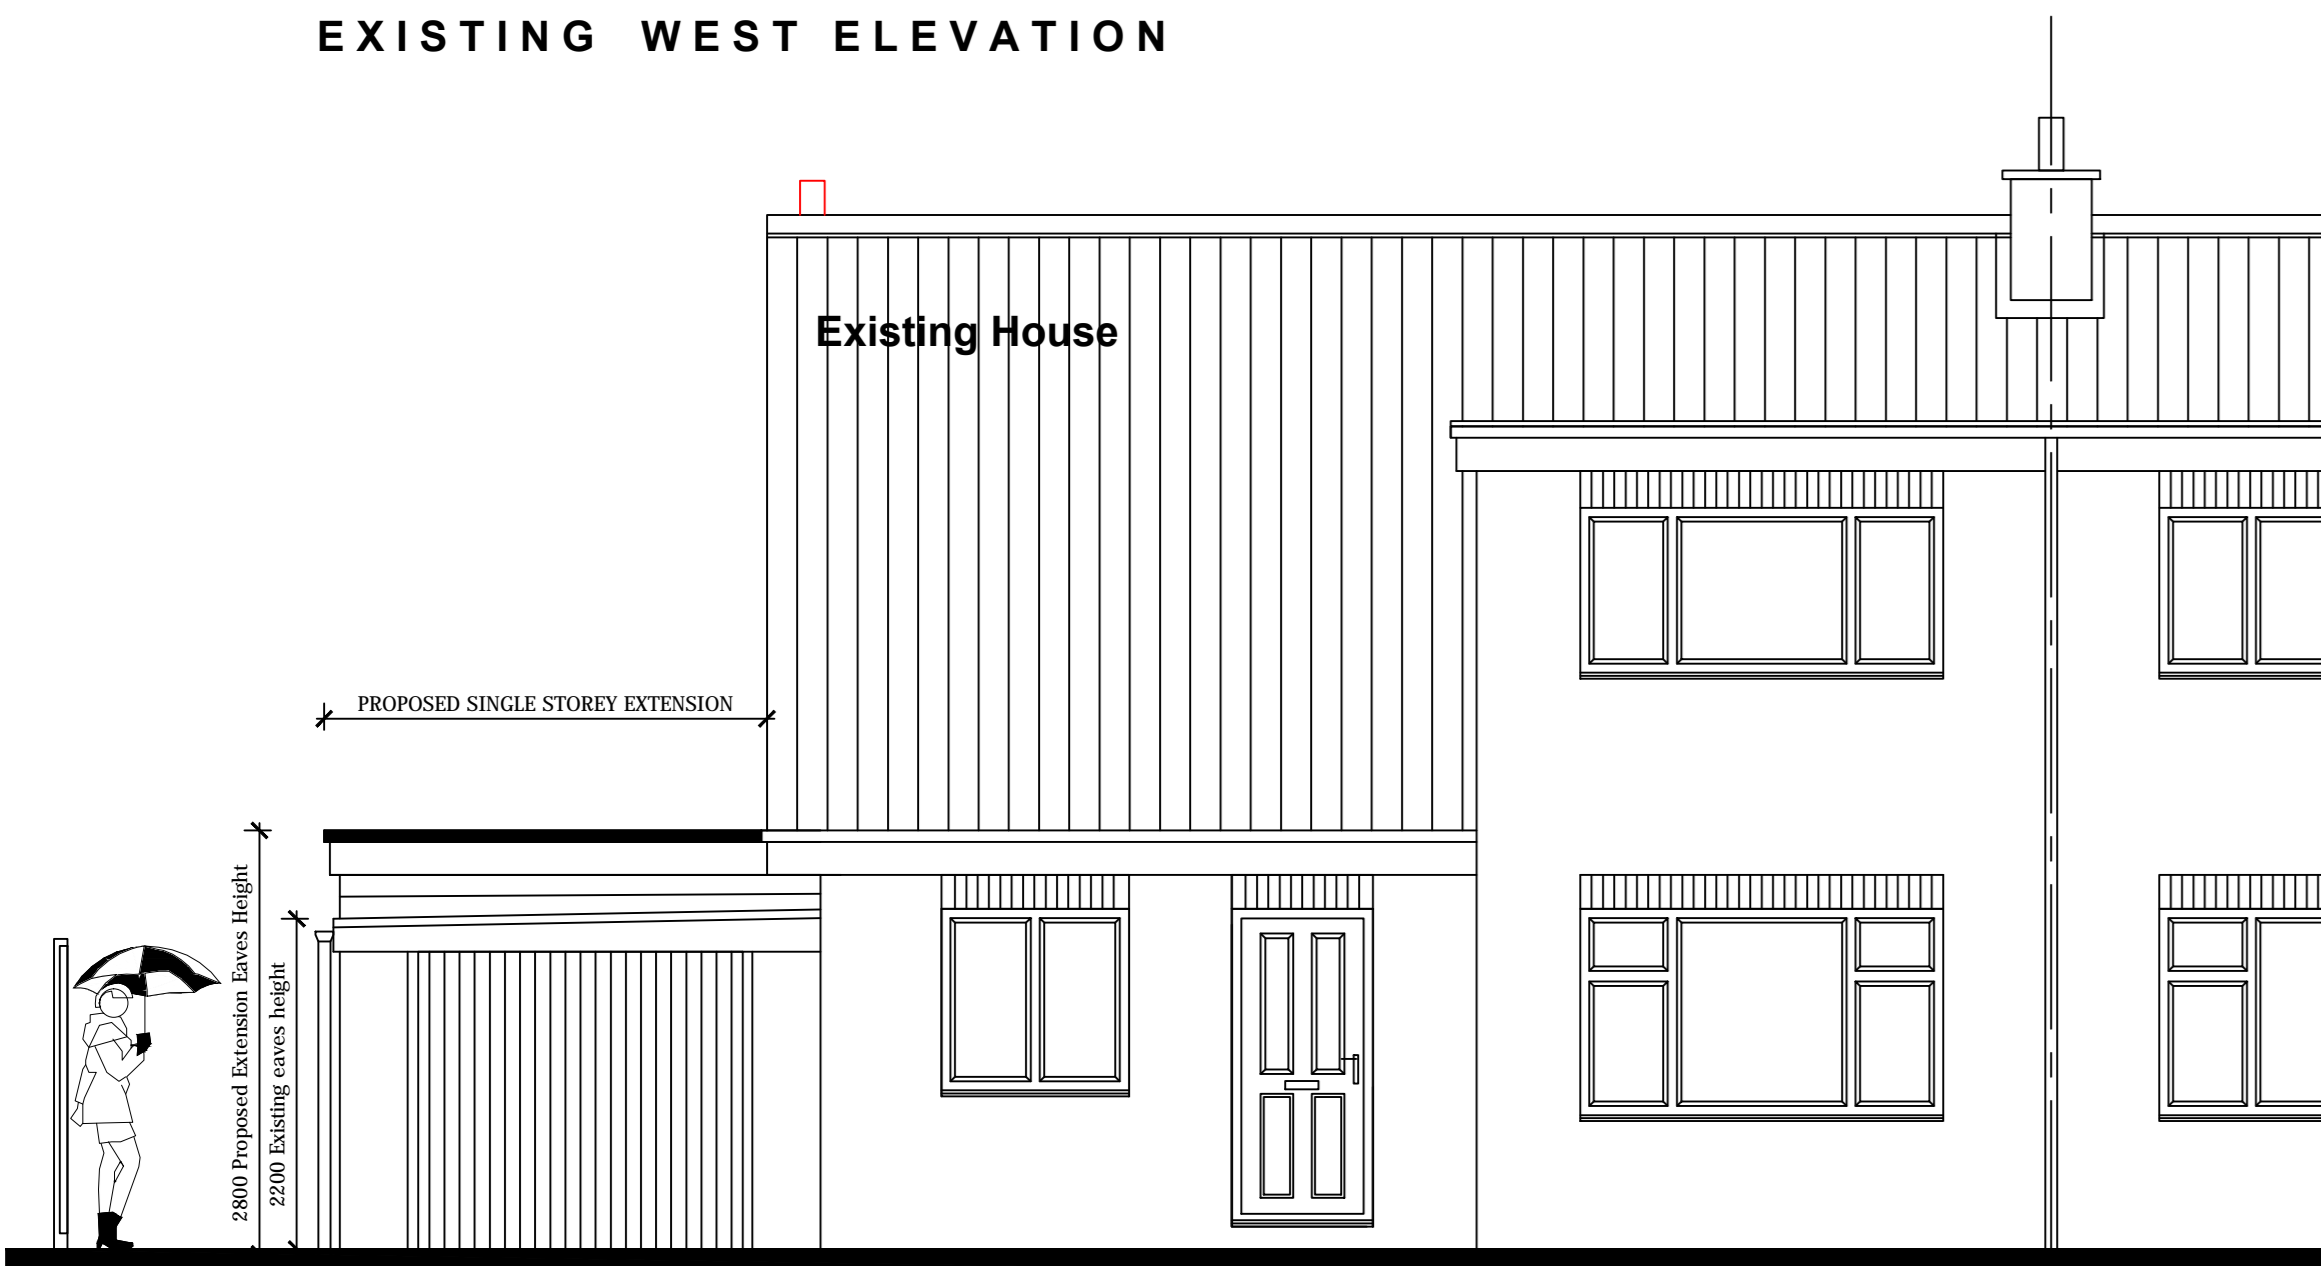 EXISTING WEST ELEVATION
Existing House
PROPOSED SINGLE STOREY EXTENSION
2800 Proposed Extension Eaves Height
2200 Existing eaves height